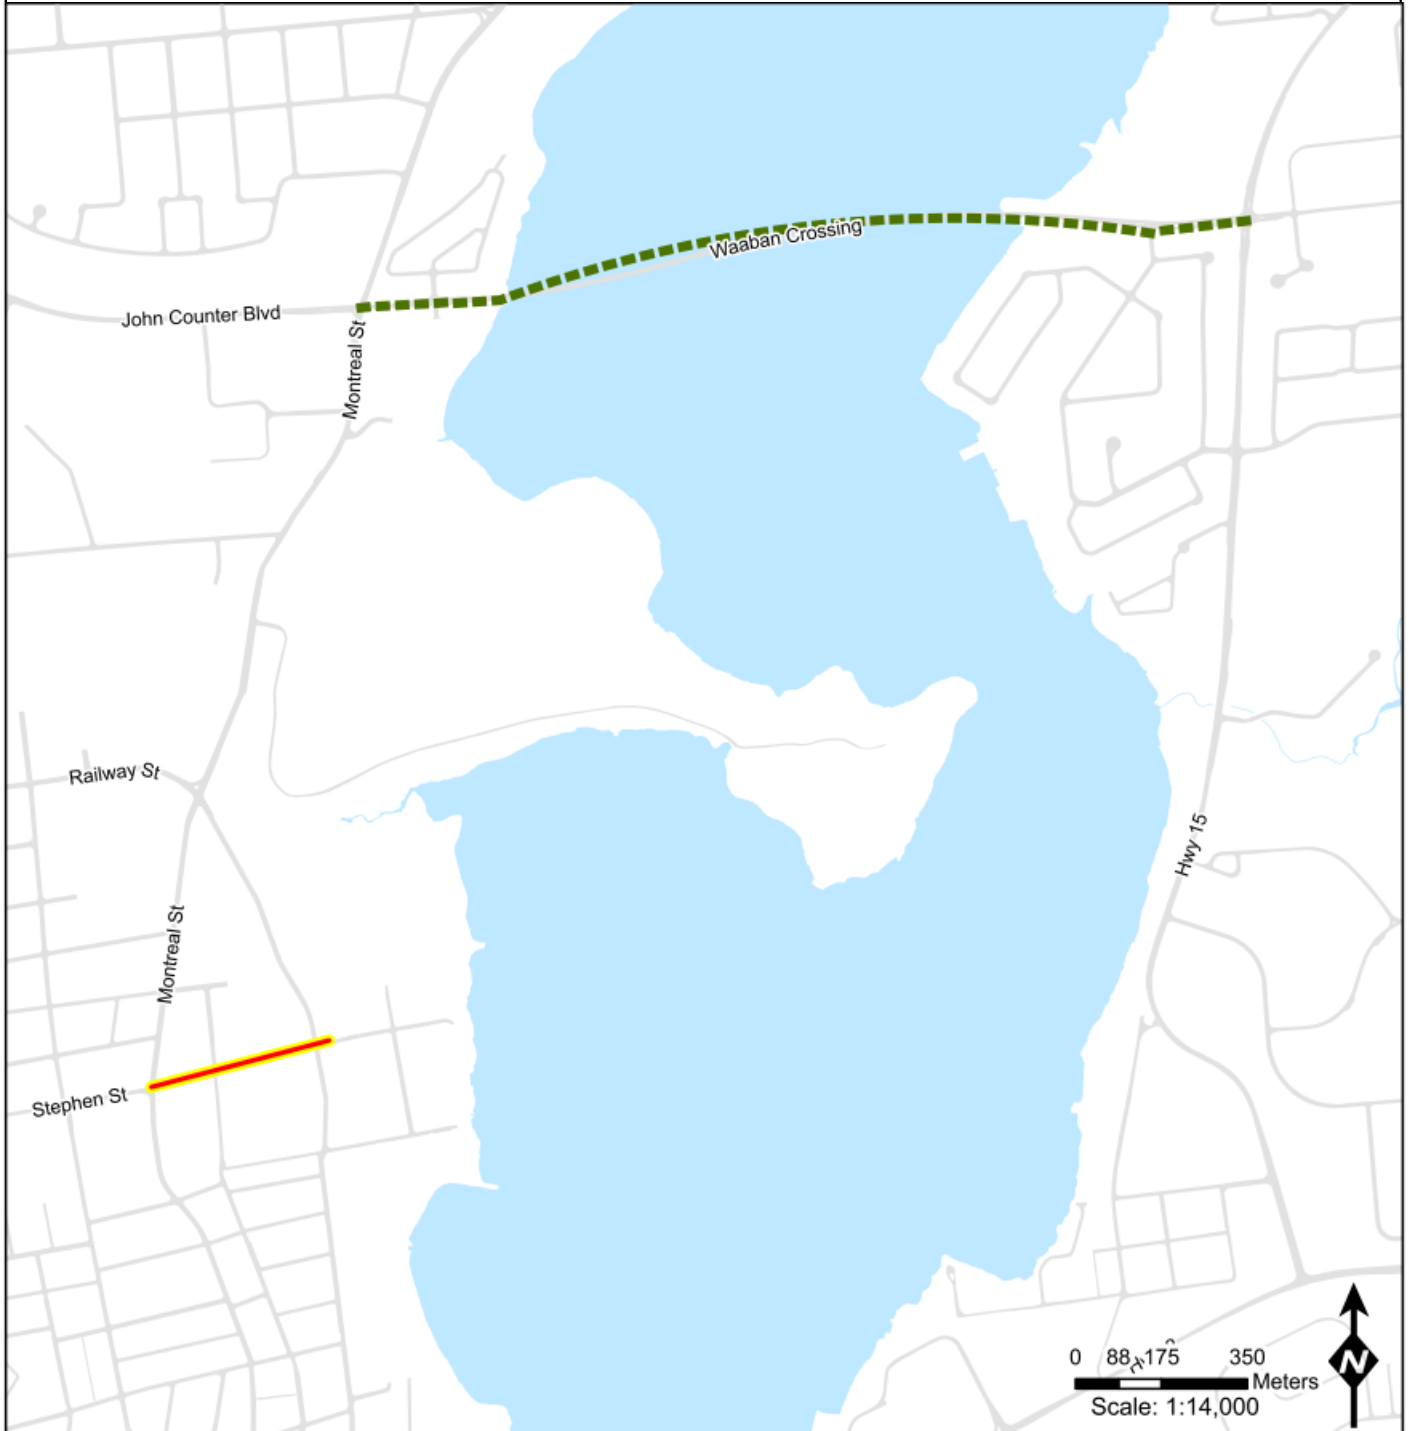 Waaban Crossing
John Counter Blvd
Montreal St
Railway St
Hwy 15
Montreal St
Stephen St
0 88 175 350
Meters
Scale: 1:14,000
N